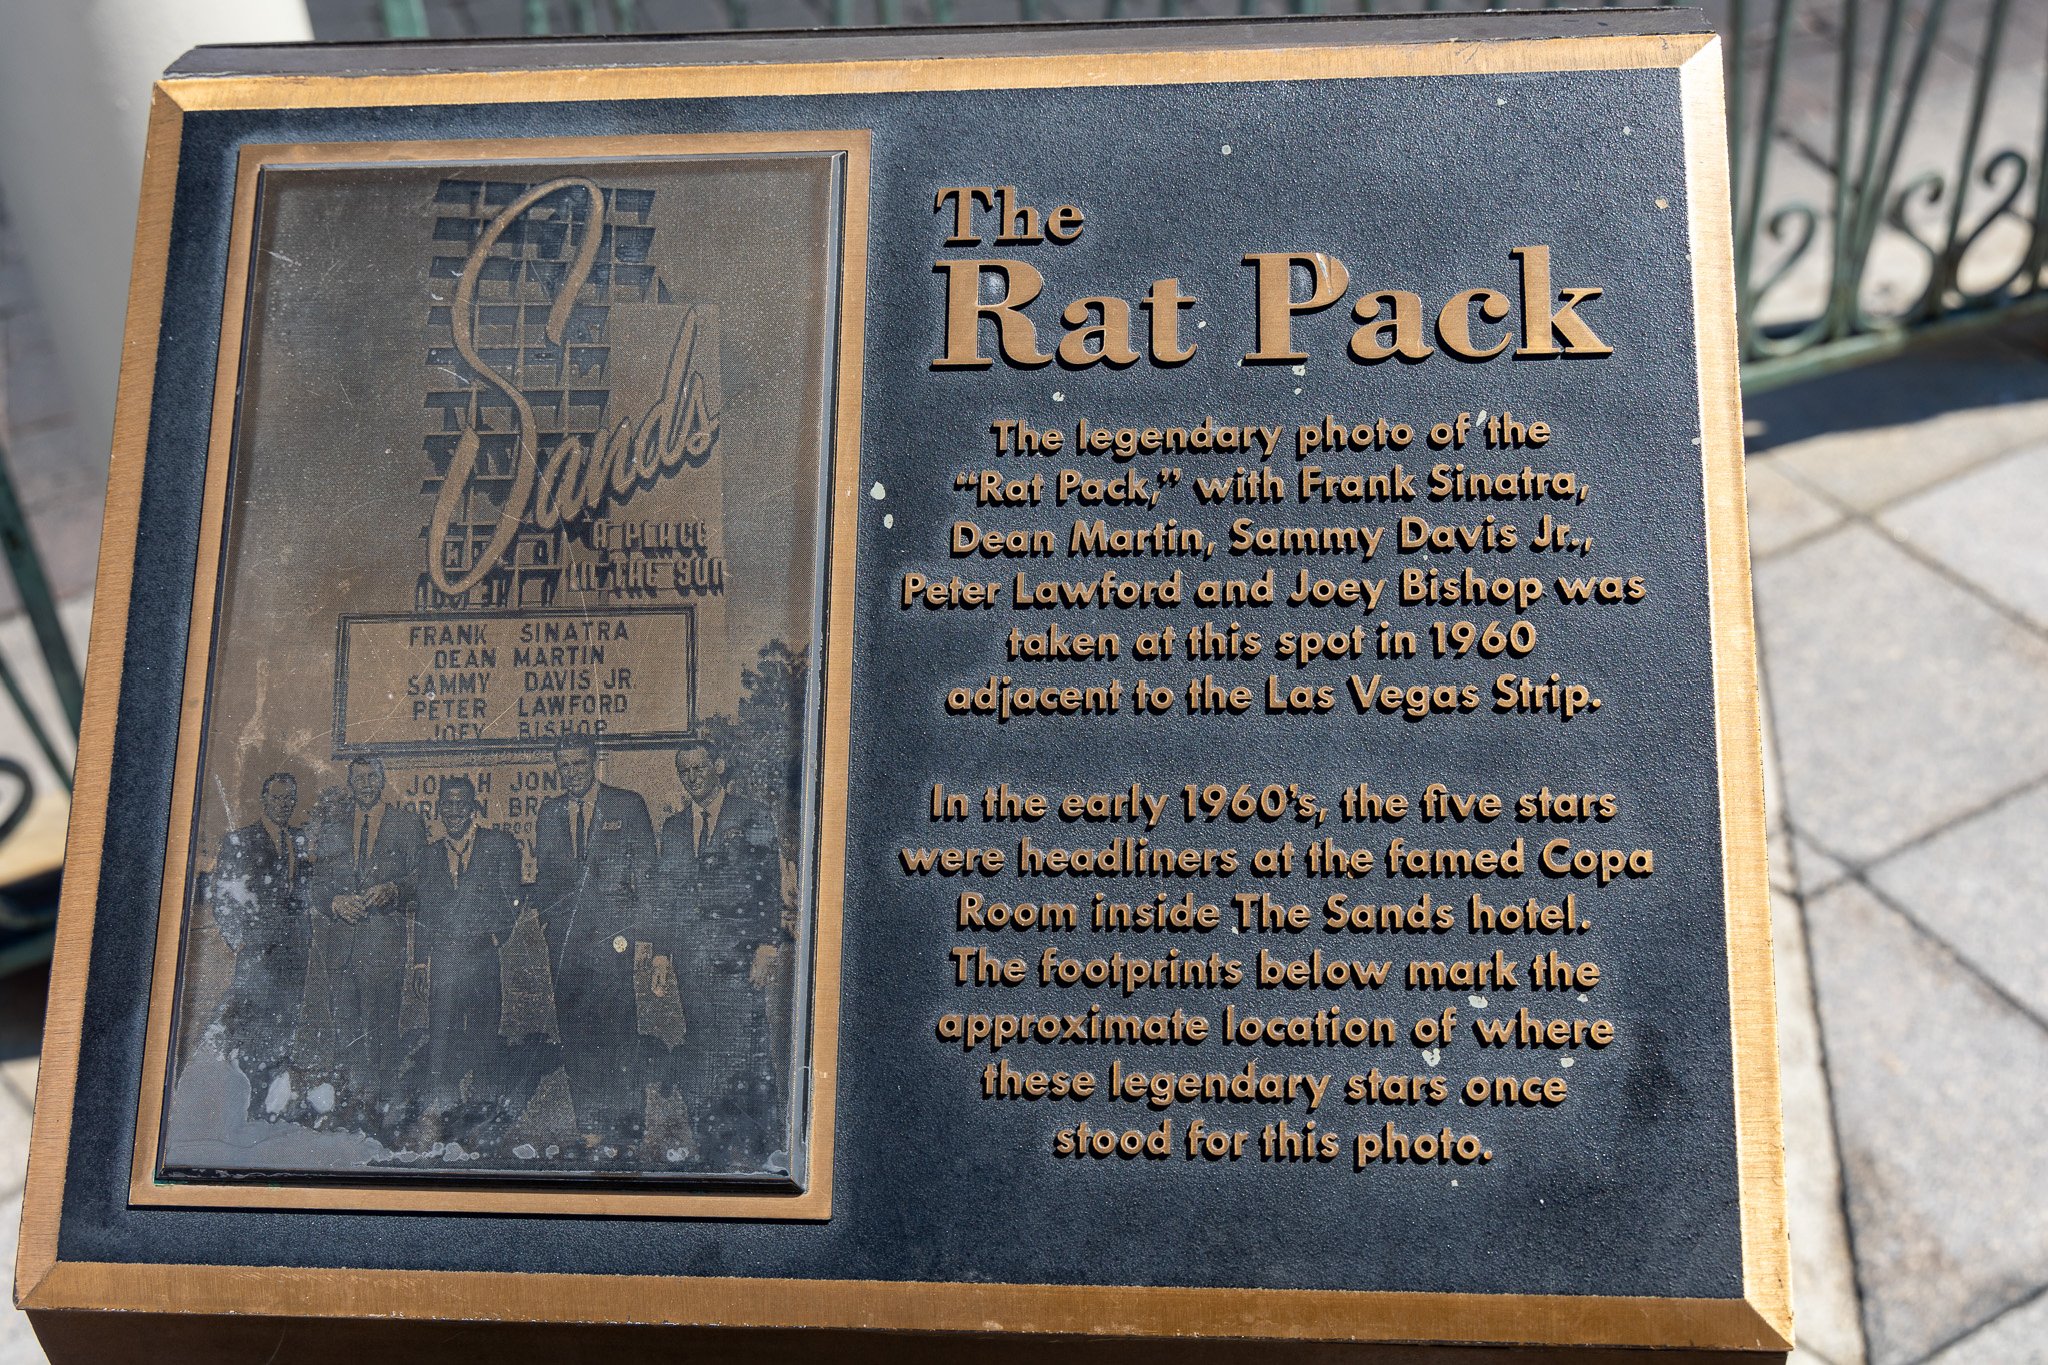 Sands
A PLACE
IN THE SUN
FRANK SINATRA
DEAN MARTIN
SAMMY DAVIS JR.
PETER LAWFORD
JOEY BISHOP
The
Rat Pack
The legendary photo of the
“Rat Pack,” with Frank Sinatra,
Dean Martin, Sammy Davis Jr.,
Peter Lawford and Joey Bishop was
taken at this spot in 1960
adjacent to the Las Vegas Strip.
In the early 1960’s, the five stars
were headliners at the famed Copa
Room inside The Sands hotel.
The footprints below mark the
approximate location of where
these legendary stars once
stood for this photo.